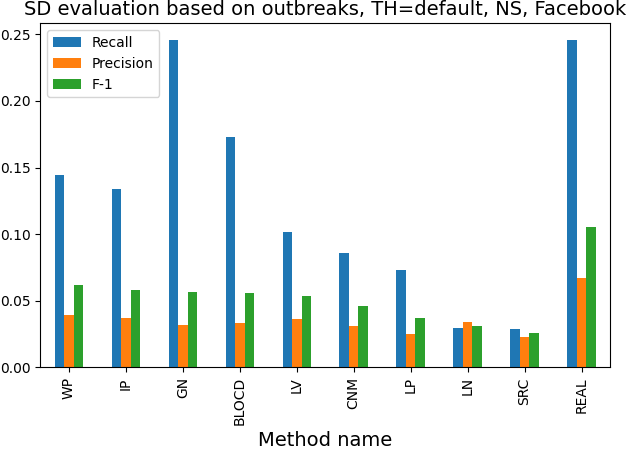 SD evaluation based on outbreaks, TH=default, NS, Facebook
0.25
0.20
0.15
0.10
0.05
0.00
Recall
Precision
F-1
WP
IP
GN
BLOCD
LV
CNM
LP
LN
SRC
REAL
Method name